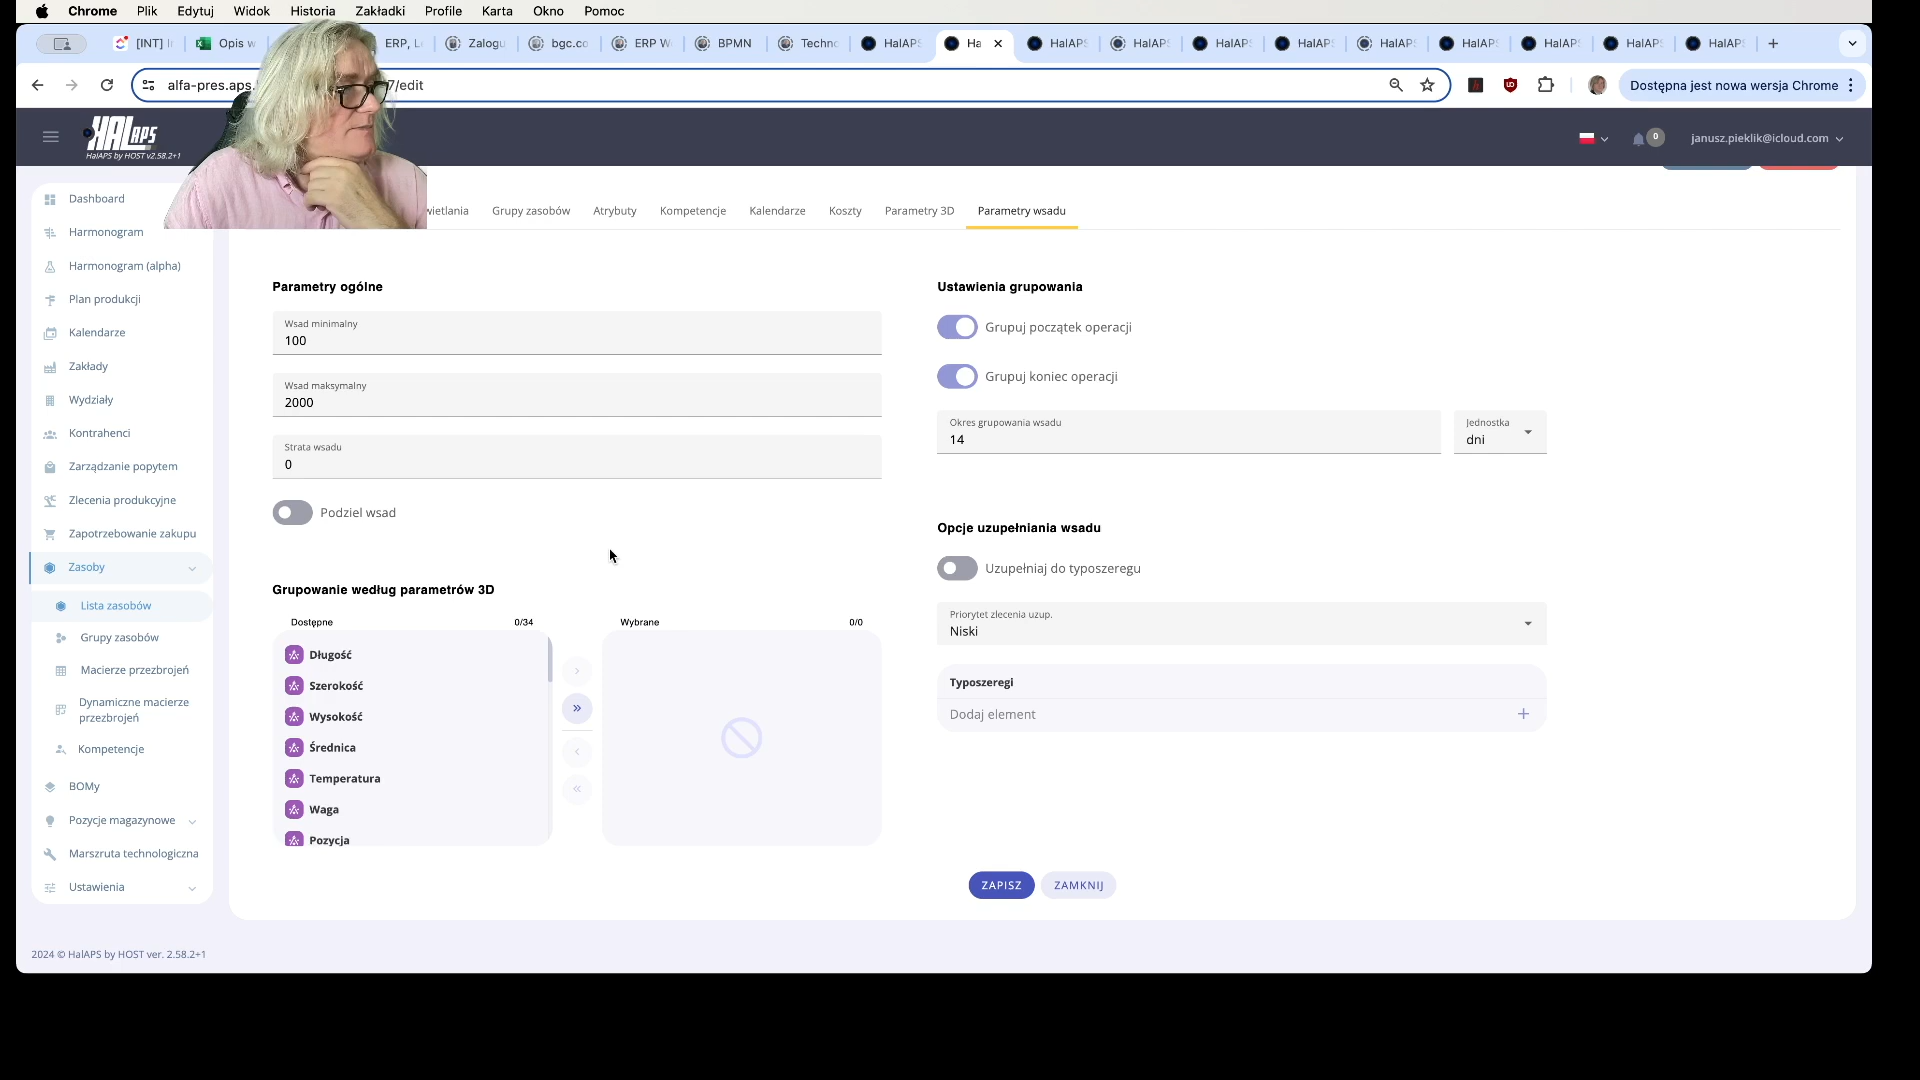 Chrome Plik Edytuj Widok Historia Zakładki Profile Karta Okno Pomoc
[INT] Opis w ERP, Zalogu bgc.co ERP W BPMN Techno HalAPS Ha HalAPS HalAPS HalAPS HalAPS HalAPS HalAPS HalAPS HalAPS HalAPS
alfa-pres.aps. 7/edit
Dostępna jest nowa wersja Chrome
HAL APS
HalAPS by HOST v2.58.2+1
0
janusz.pieklik@icloud.com
Dashboard
Harmonogram
Harmonogram (alpha)
Plan produkcji
Kalendarze
Zakłady
Wydziały
Kontrahenci
Zarządzanie popytem
Zlecenia produkcyjne
Zapotrzebowanie zakupu
Zasoby
Lista zasobów
Grupy zasobów
Macierze przezbrojeń
Dynamiczne macierze
przezbrojeń
Kompetencje
BOMy
Pozycje magazynowe
Marszruta technologiczna
Ustawienia
wietlania Grupy zasobów Atrybuty Kompetencje Kalendarze Koszty Parametry 3D Parametry wsadu
Parametry ogólne
Wsad minimalny
100
Wsad maksymalny
2000
Strata wsadu
0
Podziel wsad
Grupowanie według parametrów 3D
Dostępne 0/34
Długość
Szerokość
Wysokość
Średnica
Temperatura
Waga
Pozycja
Wybrane 0/0
Ustawienia grupowania
Grupuj początek operacji
Grupuj koniec operacji
Okres grupowania wsadu
14
Jednostka
dni
Opcje uzupełniania wsadu
Uzupełniaj do typoszeregu
Priorytet zlecenia uzup.
Niski
Typoszeregi
Dodaj element
ZAPISZ ZAMKNIJ
2024 © HalAPS by HOST ver. 2.58.2+1